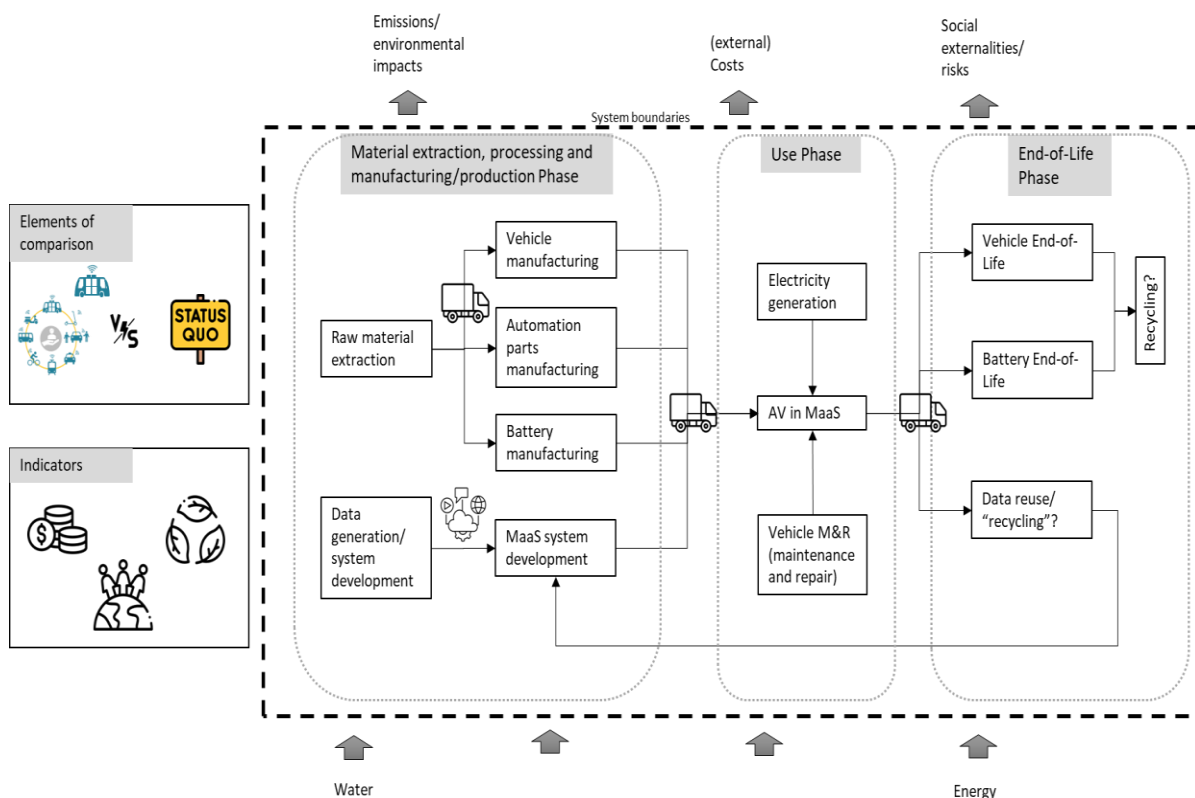 Emissions/
environmental
impacts
(external)
Costs
Social
externalities/
risks
System boundaries
Material extraction, processing and
manufacturing/production Phase
Use Phase
End-of-Life
Phase
Elements of
comparison
VS
STATUS
QUO
Indicators
$
Raw material
extraction
Vehicle
manufacturing
Automation
parts
manufacturing
Battery
manufacturing
Data
generation/
system
development
MaaS system
development
Electricity
generation
AV in MaaS
Vehicle M&R
(maintenance
and repair)
Vehicle End-of-
Life
Battery End-of-
Life
Recycling?
Data reuse/
“recycling”?
Water
Energy